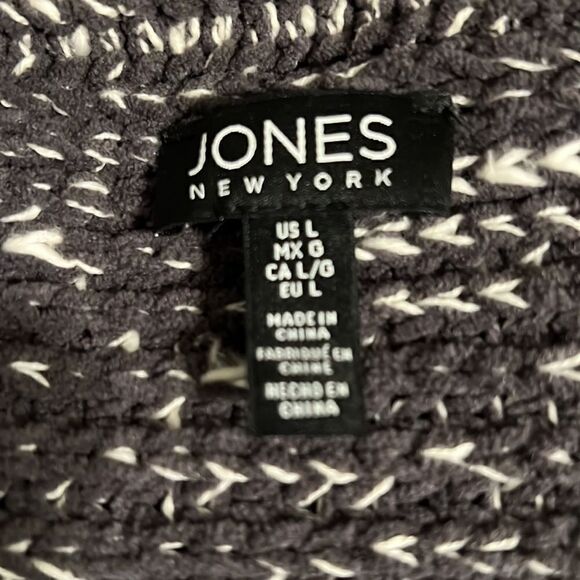 JONES
NEW YORK
US L
MX G
CA L/G
EU L
MADE IN
CHINA
FABRIQUÉ EN
CHINE
HECHO EN
CHINA